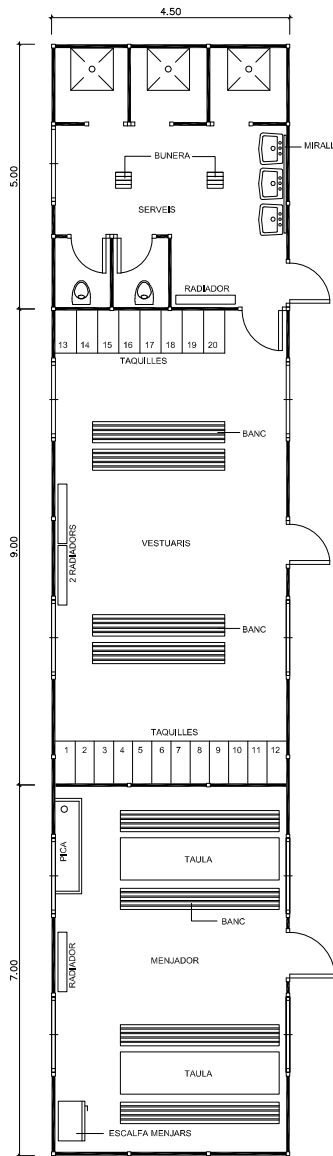 4.50
MIRALL
5.00
BUNERA
SERVEIS
RADIADOR
13 14 15 16 17 18 19 20
TAQUILLES
BANC
9.00
2 RADIADORS
VESTUARIS
BANC
TAQUILLES
1 2 3 4 5 6 7 8 9 10 11 12
PICA
TAULA
BANC
7.00
RADIADOR
MENJADOR
TAULA
ESCALFA MENJARS